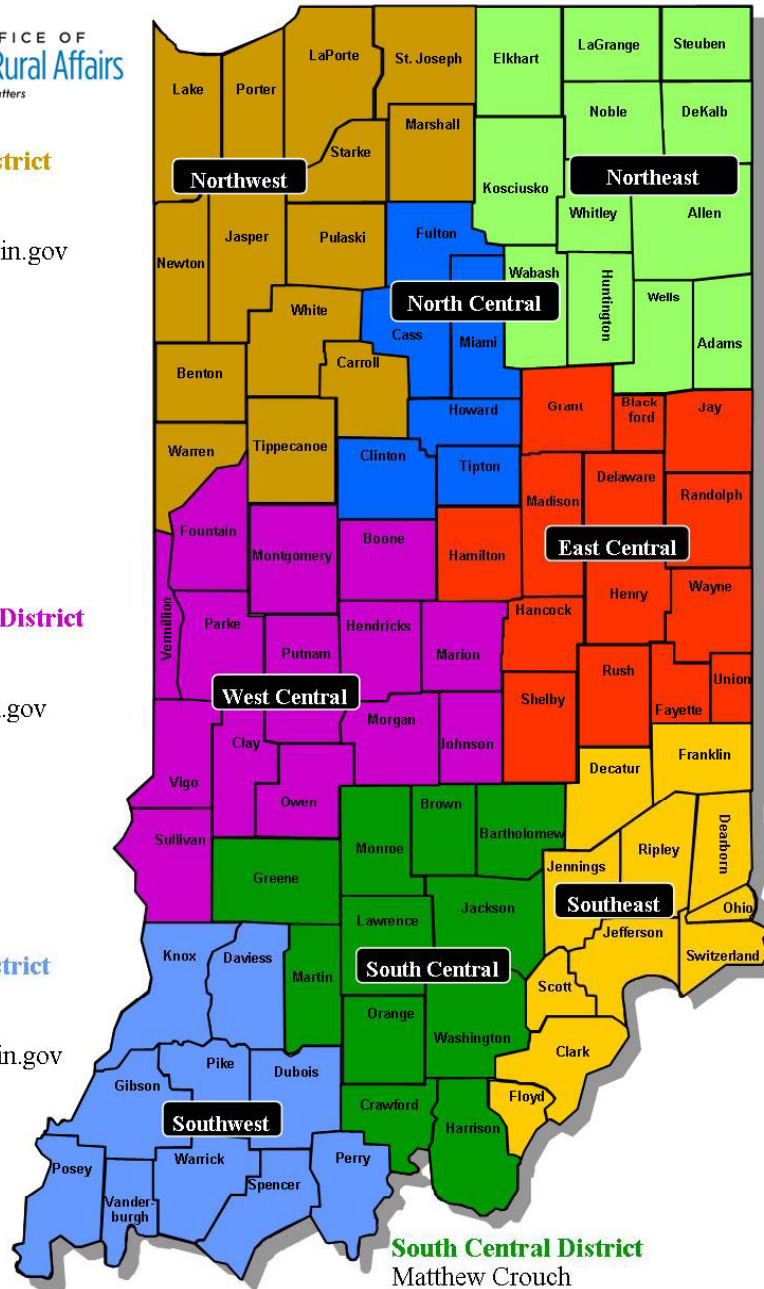 FICE OF
Rural Affairs
atters
LaPorte
St. Joseph
Elkhart
LaGrange
Steuben
Lake
Porter
Noble
DeKalb
Marshall
Starke
strict
Northwest
Kosciusko
Northeast
Whitley
Allen
in.gov
Newton
Jasper
Pulaski
Fulton
Wabash
Huntington
Wells
North Central
White
Cass
Miami
Adams
Benton
Carroll
Howard
Grant
Black
ford
Jay
Warren
Tippecanoe
Clinton
Tipton
Delaware
Randolph
Madison
Fountain
Montgomery
Boone
Hamilton
East Central
Henry
Wayne
Vermillion
Parke
Hendricks
Hancock
District
Putnam
Marion
Rush
Union
West Central
Shelby
Fayette
.gov
Clay
Morgan
Johnson
Franklin
Decatur
Vigo
Owen
Brown
Bartholomew
Dearborn
Sullivan
Monroe
Ripley
Jennings
Greene
Jackson
Southeast
Ohio
Lawrence
Jefferson
Knox
Daviess
Switzerland
strict
Martin
South Central
Scott
Orange
Washington
Clark
in.gov
Pike
Dubois
Gibson
Floyd
Crawford
Southwest
Harrison
Posey
Warrick
Perry
Spencer
Vander-
burgh
South Central District
Matthew Crouch